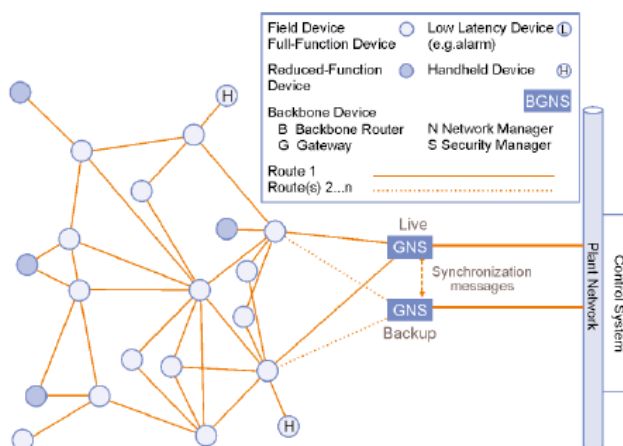 Field Device
Full-Function Device
Low Latency Device L
(e.g.alarm)
Reduced-Function
Device
Handheld Device H
BGNS
Backbone Device
B Backbone Router
G Gateway
N Network Manager
S Security Manager
Route 1
Route(s) 2...n
H
Live
GNS
Synchronization
messages
GNS
Backup
H
Plant Network
Control System